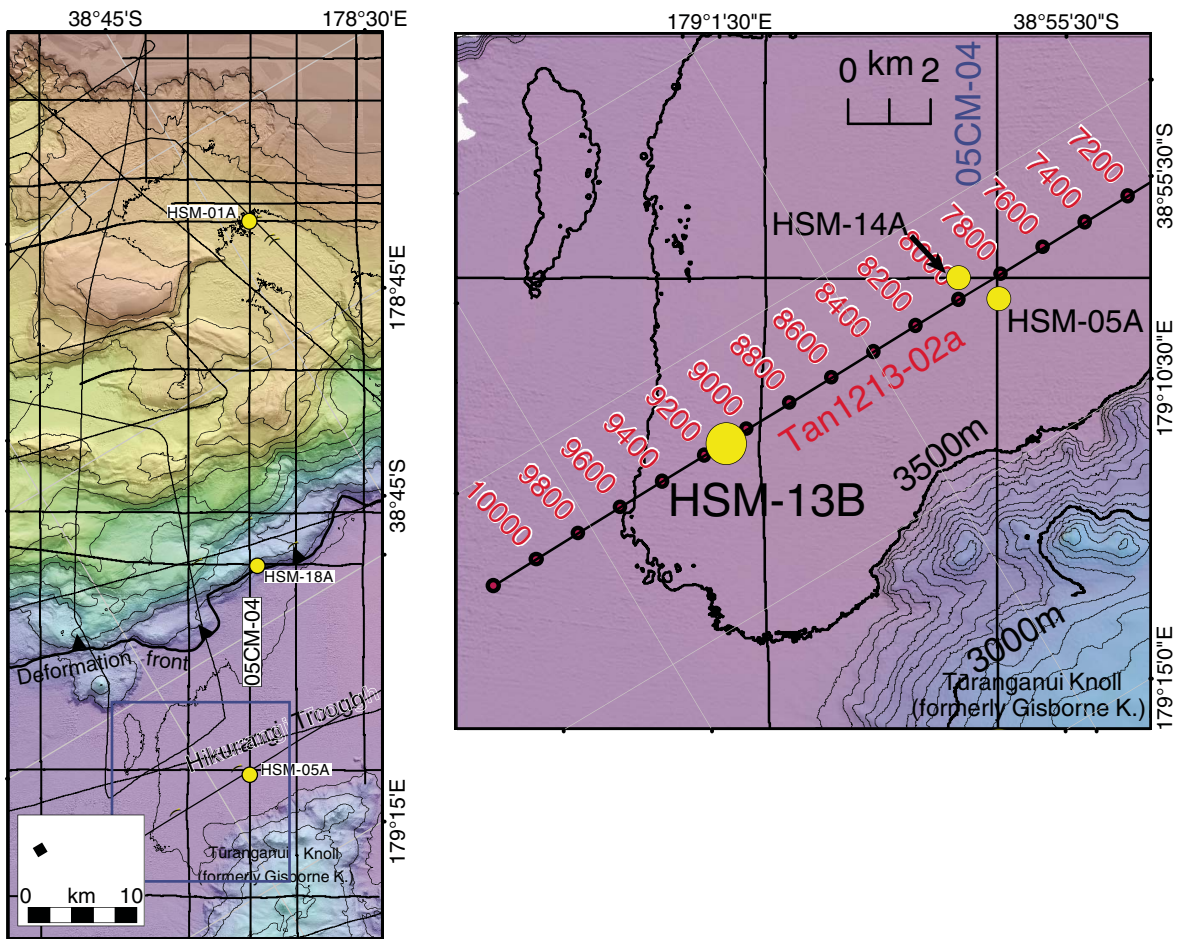 38°45'S
178°30'E
HSM-01A
178°45'E
38°45'S
HSM-18A
05CM-04
Deformation front
Hikurangi Trough
HSM-05A
179°15'E
Tūranganui Knoll
(formerly Gisborne K.)
0 km 10
179°1'30"E
38°55'30"S
0 km 2
05CM-04
38°55'30"S
7200
7400
7600
7800
8000
8200
8400
8600
8800
9000
9200
9400
9600
9800
10000
HSM-14A
HSM-05A
Tan1213-02a
HSM-13B
3500m
179°10'30"E
3000m
Tūranganui Knoll
(formerly Gisborne K.)
179°15'0"E